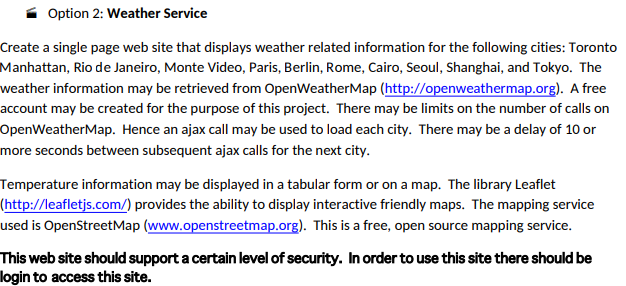 Option 2: Weather Service
Create a single page web site that displays weather related information for the following cities: Toronto
Manhattan, Rio de Janeiro, Monte Video, Paris, Berlin, Rome, Cairo, Seoul, Shanghai, and Tokyo.  The
weather information may be retrieved from OpenWeatherMap (http://openweathermap.org).  A free
account may be created for the purpose of this project.  There may be limits on the number of calls on
OpenWeatherMap.  Hence an ajax call may be used to load each city.  There may be a delay of 10 or
more seconds between subsequent ajax calls for the next city.
Temperature information may be displayed in a tabular form or on a map.  The library Leaflet
(http://leafletjs.com/) provides the ability to display interactive friendly maps.  The mapping service
used is OpenStreetMap (www.openstreetmap.org).  This is a free, open source mapping service.
This web site should support a certain level of security.  In order to use this site there should be
login to access this site.